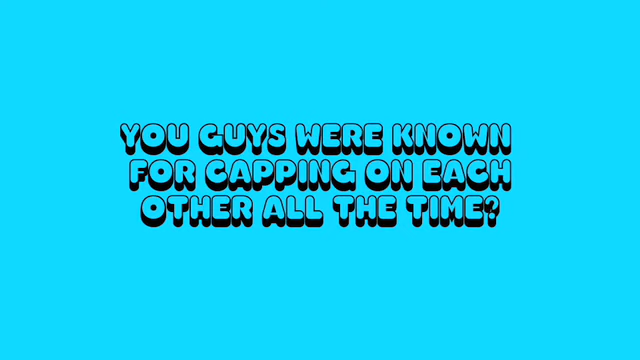 YOU GUYS WERE KNOWN
FOR CAPPING ON EACH
OTHER ALL THE TIME?